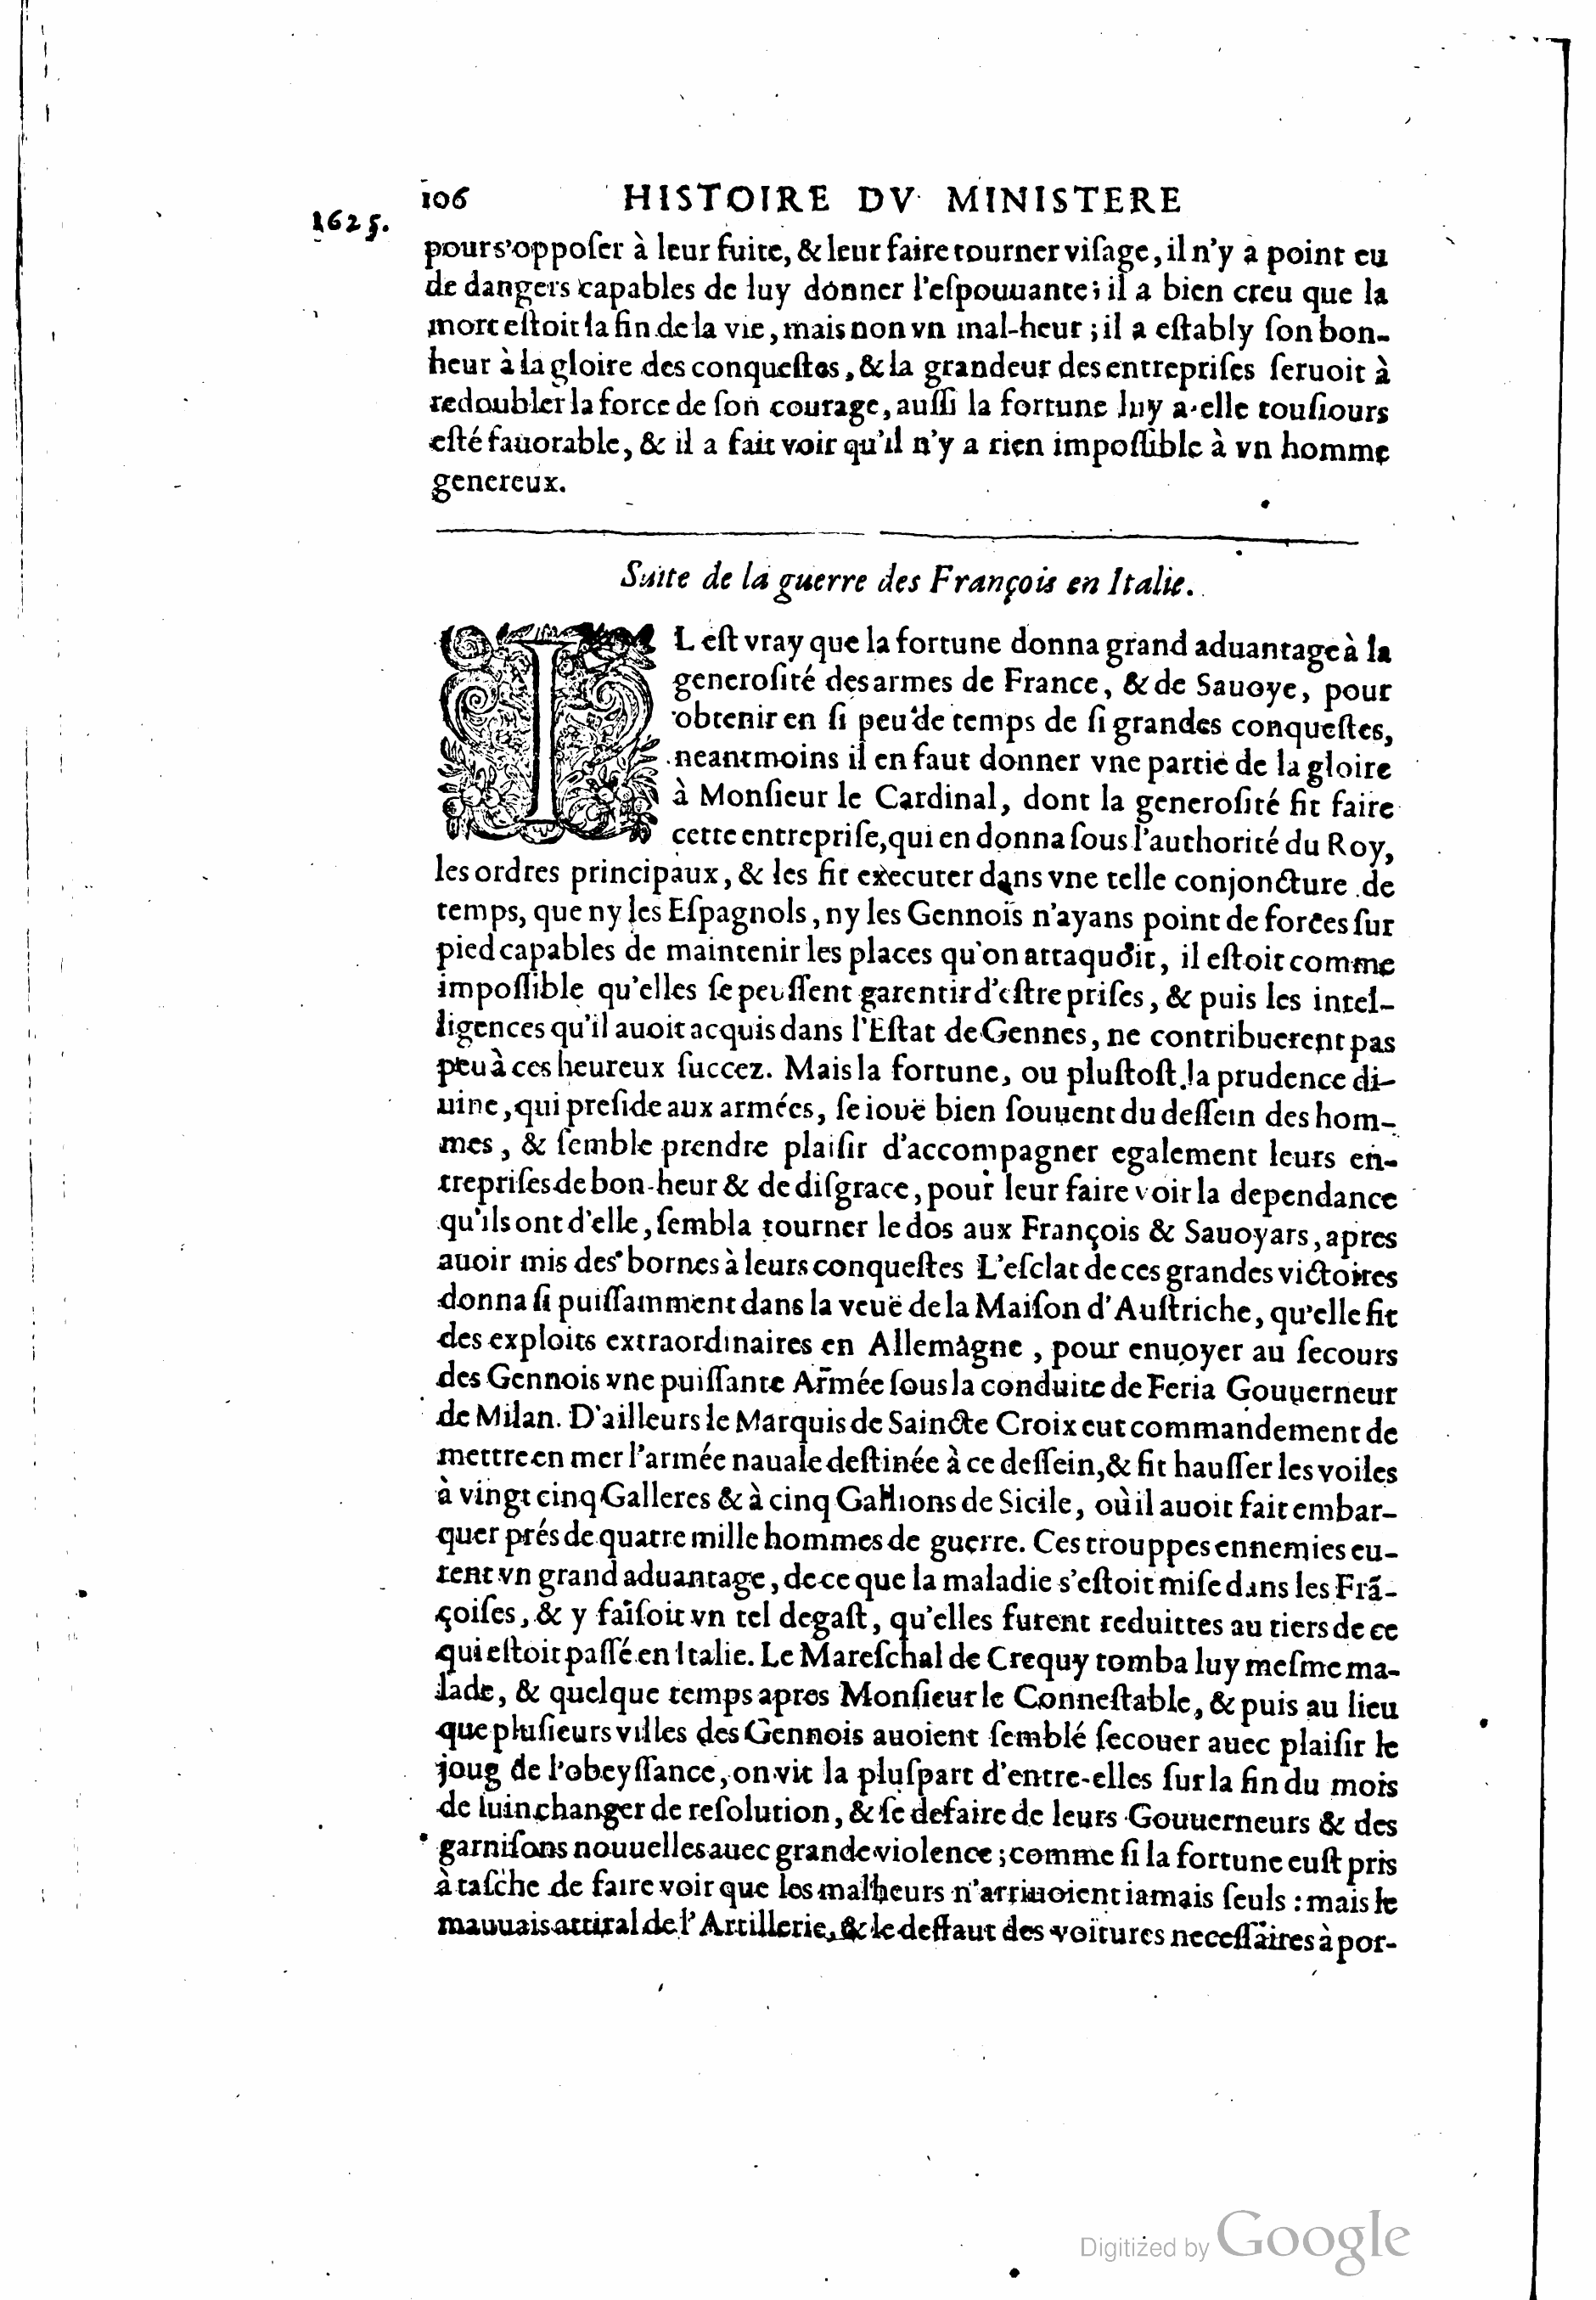 106 HISTOIRE DV MINISTERE
1625.
pour s'opposer à leur fuite, & leur faire tourner visage, il n'y a point eu
de dangers capables de luy donner l'espouuante; il a bien creu que la
mort estoit la fin de la vie, mais non vn mal-heur; il a estably son bon-
heur à la gloire des conquestes, & la grandeur des entreprises seruoit à
redoubler la force de son courage, aussi la fortune luy a-elle tousiours
esté fauorable, & il a fait voir qu'il n'y a rien impossible à vn homme
genereux.
Suite de la guerre des François en Italie.
IL est vray que la fortune donna grand aduantage à la
generosité des armes de France, & de Sauoye, pour
obtenir en si peu de temps de si grandes conquestes,
neantmoins il en faut donner vne partie de la gloire
à Monsieur le Cardinal, dont la generosité fit faire
cette entreprise, qui en donna sous l'authorité du Roy,
les ordres principaux, & les fit executer dans vne telle conjoncture de
temps, que ny les Espagnols, ny les Gennois n'ayans point de forces sur
pied capables de maintenir les places qu'on attaquoit, il estoit comme
impossible qu'elles se peussent garentir d'estre prises, & puis les intel-
ligences qu'il auoit acquis dans l'Estat de Gennes, ne contribuerent pas
peu à ces heureux succez. Mais la fortune, ou plustost la prudence di-
uine, qui preside aux armées, se iouë bien souuent du dessein des hom-
mes, & semble prendre plaisir d'accompagner egalement leurs en-
treprises de bon-heur & de disgrace, pour leur faire voir la dependance
qu'ils ont d'elle, sembla tourner le dos aux François & Sauoyars, apres
auoir mis des bornes à leurs conquestes L'esclat de ces grandes victoires
donna si puissamment dans la veuë de la Maison d'Austriche, qu'elle fit
des exploits extraordinaires en Allemagne, pour enuoyer au secours
des Gennois vne puissante Armée sous la conduite de Feria Gouuerneur
de Milan. D'ailleurs le Marquis de Saincte Croix eut commandement de
mettre en mer l'armée nauale destinée à ce dessein, & fit hausser les voiles
à vingt cinq Galleres & à cinq Gallions de Sicile, où il auoit fait embar-
quer prés de quatre mille hommes de guerre. Ces trouppes ennemies eu-
rent vn grand aduantage, de ce que la maladie s'estoit mise dans les Frã-
çoises, & y faisoit vn tel degast, qu'elles furent reduittes au tiers de ce
qui estoit passé en Italie. Le Mareschal de Crequy tomba luy mesme ma-
lade, & quelque temps apres Monsieur le Connestable, & puis au lieu
que plusieurs villes des Gennois auoient semblé secouer auec plaisir le
joug de l'obeyssance, on vit la pluspart d'entre-elles sur la fin du mois
de Iuin changer de resolution, & se defaire de leurs Gouuerneurs & des
garnisons nouuelles auec grande violence; comme si la fortune eust pris
à tasche de faire voir que les malheurs n'arriuoient iamais seuls : mais le
mauuais attiral de l'Artillerie, & le deffaut des voitures necessaires à por-
Digitized by Google